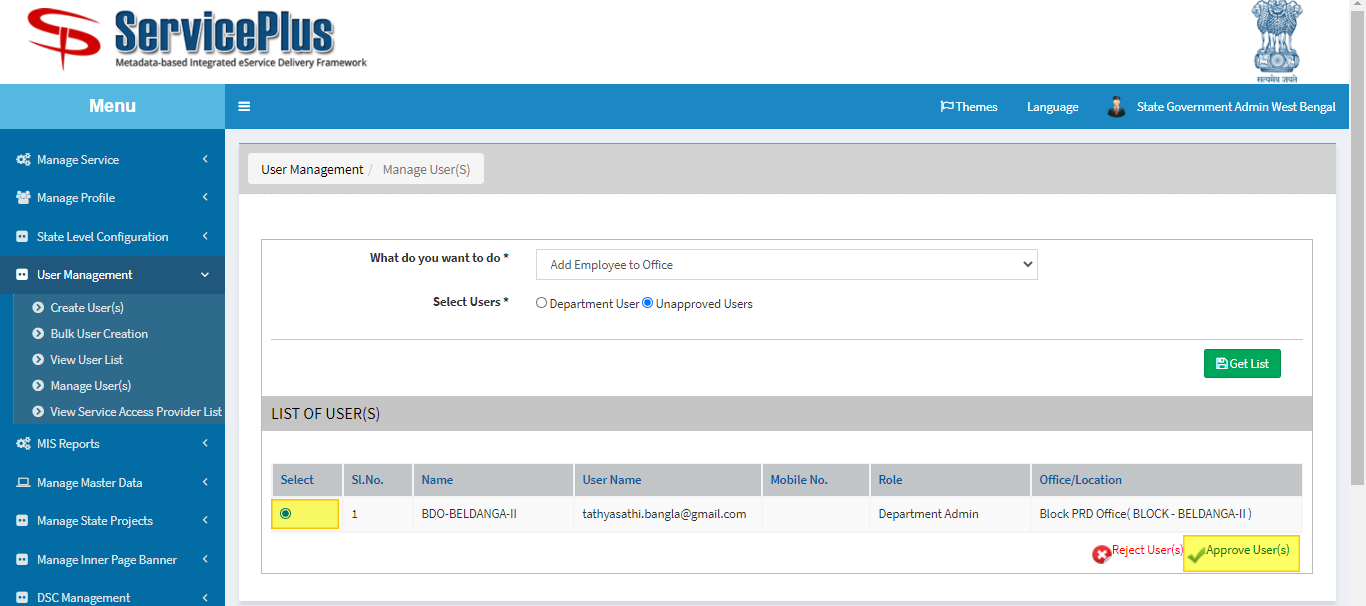 ServicePlus
Metadata-based Integrated eService Delivery Framework
सत्यमेव जयते
Menu
Themes Language State Government Admin West Bengal
Manage Service
Manage Profile
State Level Configuration
User Management
Create User(s)
Bulk User Creation
View User List
Manage User(s)
View Service Access Provider List
MIS Reports
Manage Master Data
Manage State Projects
Manage Inner Page Banner
DSC Management
User Management / Manage User(S)
What do you want to do * Add Employee to Office
Select Users * Department User Unapproved Users
Get List
LIST OF USER(S)
Select Sl.No. Name User Name Mobile No. Role Office/Location
1 BDO-BELDANGA-II tathyasathi.bangla@gmail.com Department Admin Block PRD Office( BLOCK - BELDANGA-II )
Reject User(s) Approve User(s)